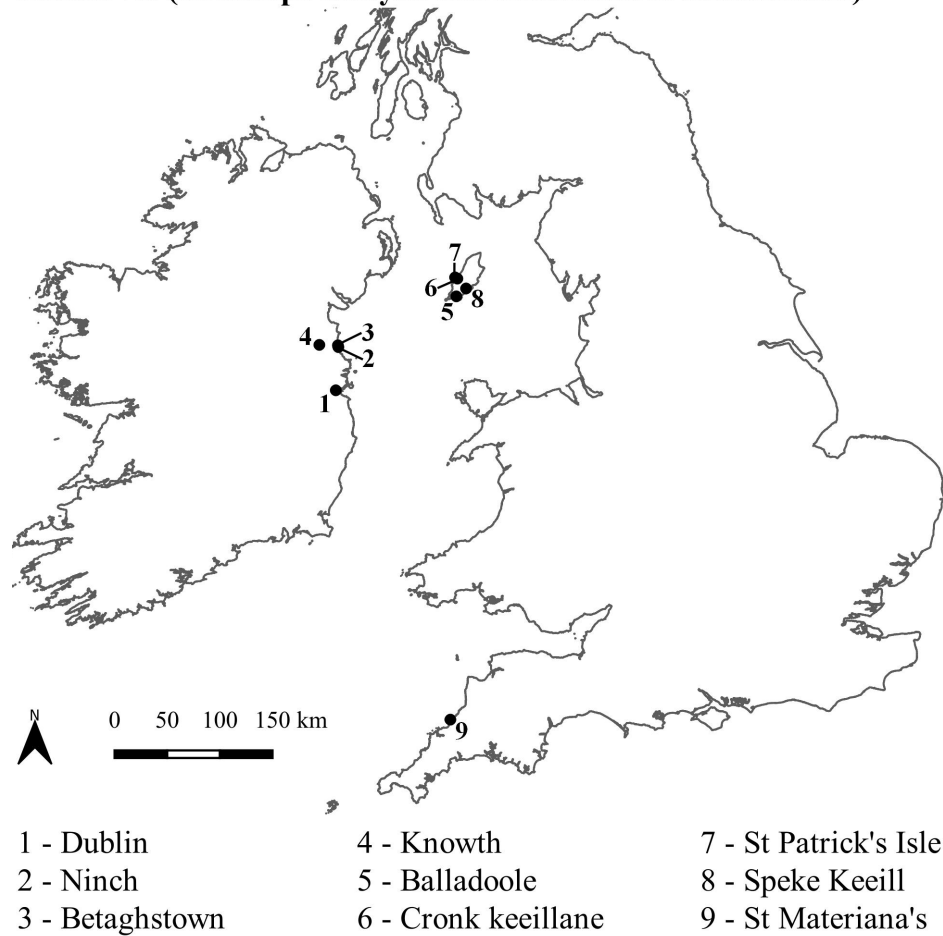 7
6
8
5
4
3
2
1
N
0 50 100 150 km
9
1 - Dublin
2 - Ninch
3 - Betaghstown
4 - Knowth
5 - Balladoole
6 - Cronk keeillane
7 - St Patrick's Isle
8 - Speke Keeill
9 - St Materiana's